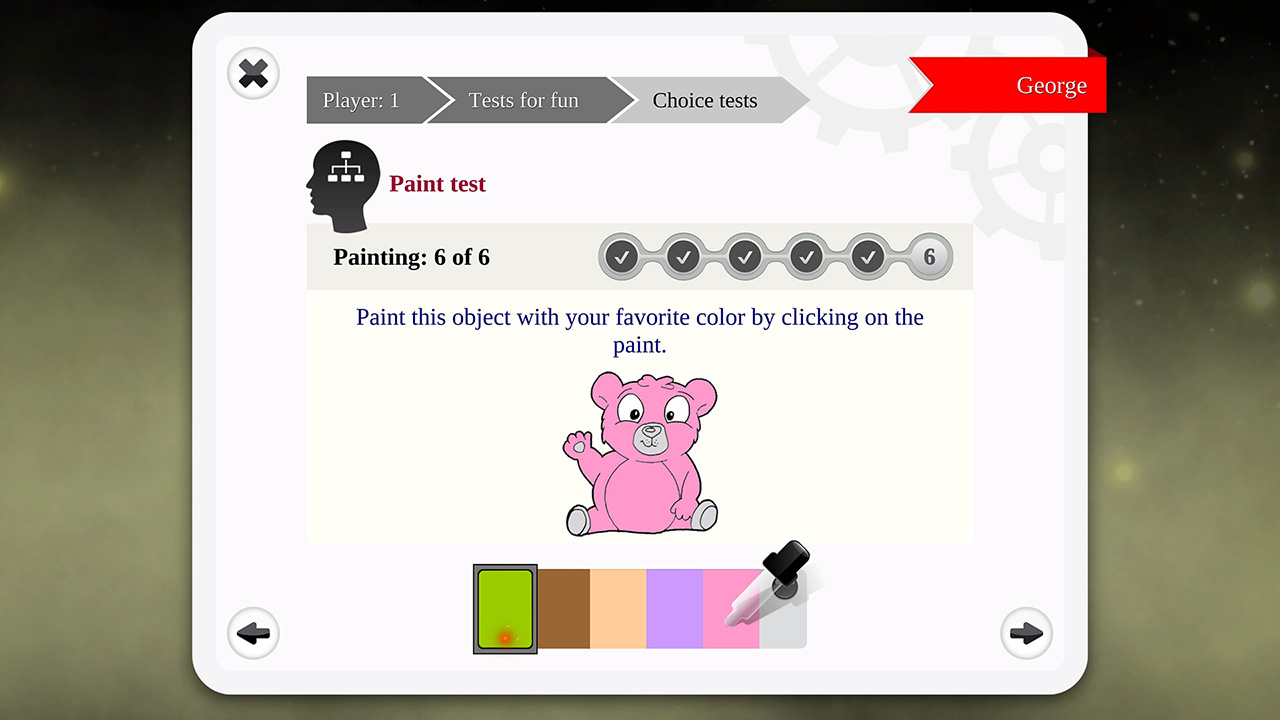 Player: 1
Tests for fun
Choice tests
George
Paint test
Painting: 6 of 6
6
Paint this object with your favorite color by clicking on the
paint.